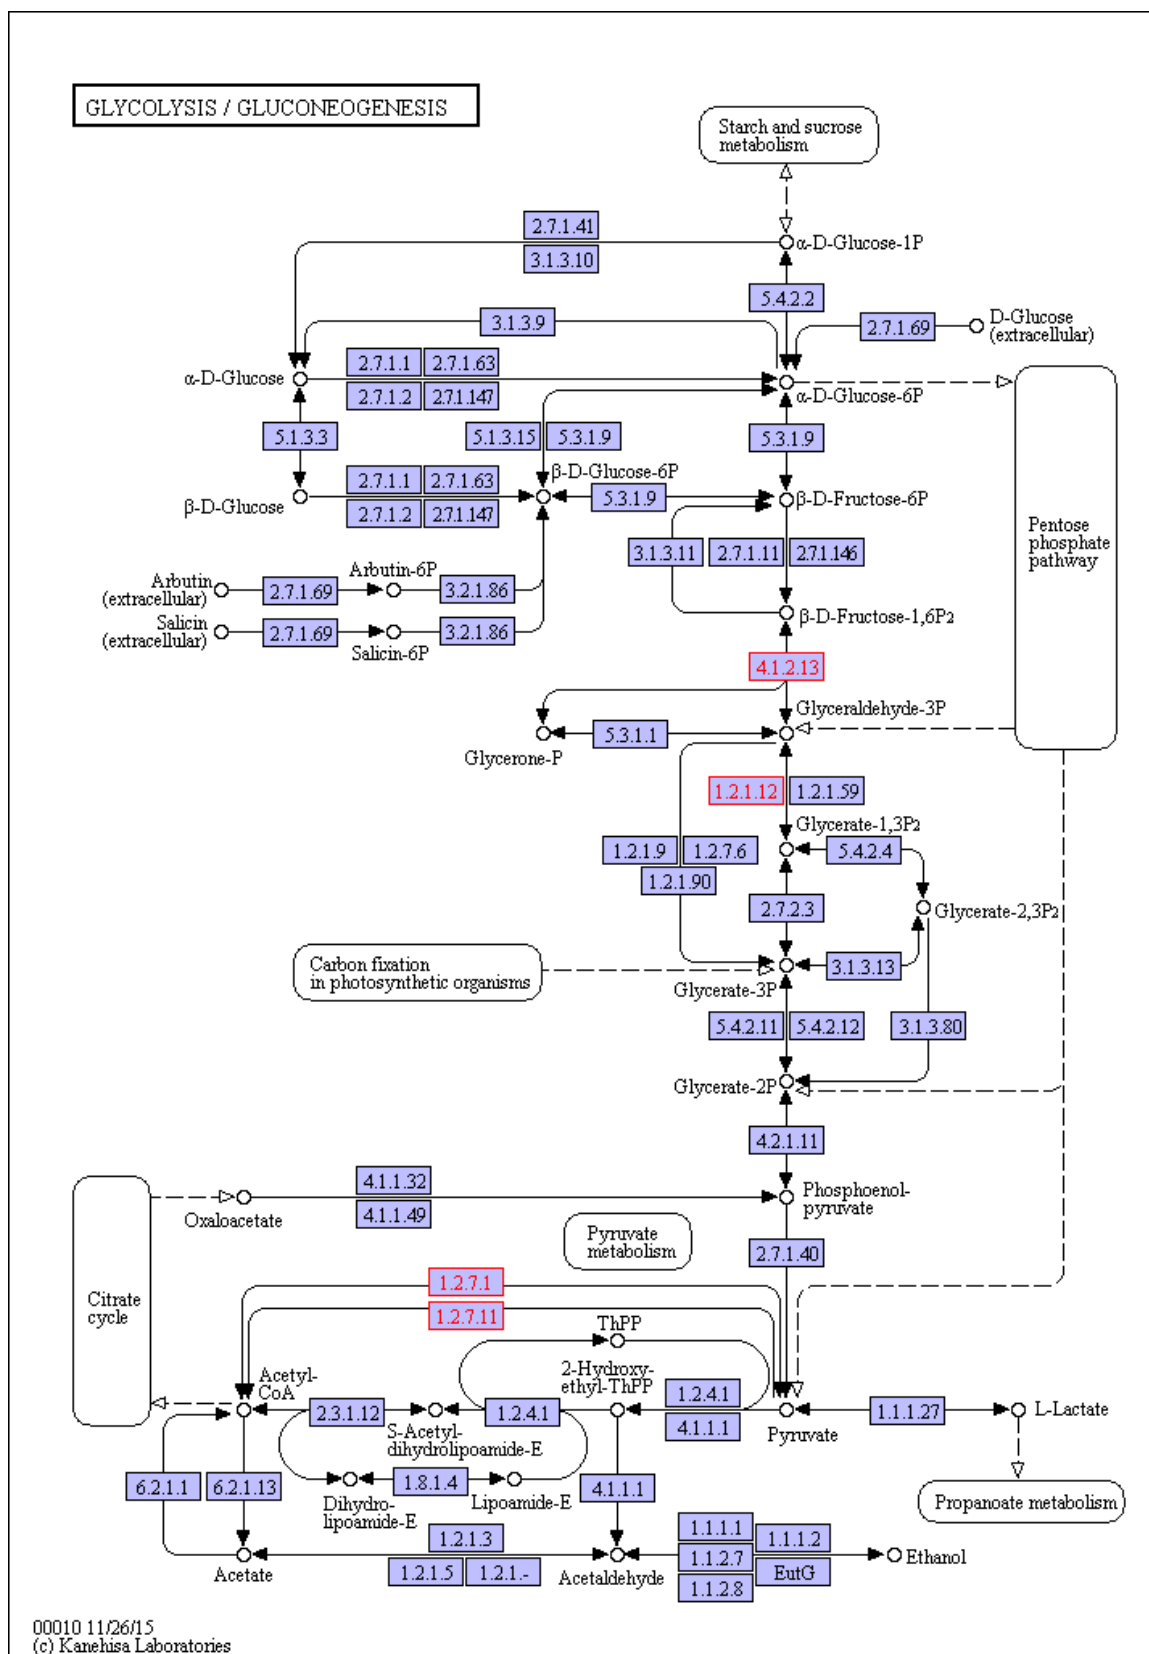 GLYCOLYSIS / GLUCONEOGENESIS
Starch and sucrose
metabolism
2.7.1.41
α-D-Glucose-1P
3.1.3.10
5.4.2.2
3.1.3.9
2.7.1.69
D-Glucose
(extracellular)
2.7.1.1
2.7.1.63
α-D-Glucose
2.7.1.2
2.7.1.147
α-D-Glucose-6P
5.1.3.3
5.1.3.15
5.3.1.9
5.3.1.9
2.7.1.1
2.7.1.63
β-D-Glucose-6P
β-D-Glucose
2.7.1.2
2.7.1.147
5.3.1.9
β-D-Fructose-6P
Pentose
phosphate
pathway
3.1.3.11
2.7.1.11
2.7.1.146
Arbutin
(extracellular)
2.7.1.69
Arbutin-6P
3.2.1.86
β-D-Fructose-1,6P2
Salicin
(extracellular)
2.7.1.69
Salicin-6P
3.2.1.86
4.1.2.13
Glyceraldehyde-3P
5.3.1.1
Glycerone-P
1.2.1.12
1.2.1.59
Glycerate-1,3P2
1.2.1.9
1.2.7.6
5.4.2.4
1.2.1.90
2.7.2.3
Glycerate-2,3P2
Carbon fixation
in photosynthetic organisms
3.1.3.13
Glycerate-3P
5.4.2.11
5.4.2.12
3.1.3.80
Glycerate-2P
4.2.1.11
4.1.1.32
Oxaloacetate
4.1.1.49
Phosphoenol-
pyruvate
Pyruvate
metabolism
2.7.1.40
Citrate
cycle
1.2.7.1
1.2.7.11
ThPP
Acetyl-
CoA
2-Hydroxy-
ethyl-ThPP
1.2.4.1
2.3.1.12
1.2.4.1
1.1.1.27
L-Lactate
S-Acetyl-
dihydrolipoamide-E
4.1.1.1
Pyruvate
6.2.1.1
6.2.1.13
1.8.1.4
4.1.1.1
Dihydro-
lipoamide-E
Lipoamide-E
Propanoate metabolism
1.2.1.3
1.1.1.1
1.1.1.2
Acetate
1.2.1.5
1.2.1.-
Acetaldehyde
1.1.2.7
EutG
Ethanol
1.1.2.8
00010 11/26/15
(c) Kanehisa Laboratories